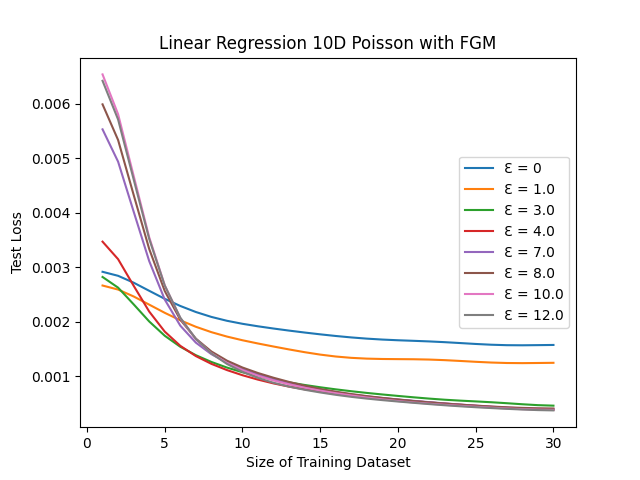 Linear Regression 10D Poisson with FGM
Test Loss
0.006
0.005
0.004
0.003
0.002
0.001
Ɛ = 0
Ɛ = 1.0
Ɛ = 3.0
Ɛ = 4.0
Ɛ = 7.0
Ɛ = 8.0
Ɛ = 10.0
Ɛ = 12.0
0 5 10 15 20 25 30
Size of Training Dataset